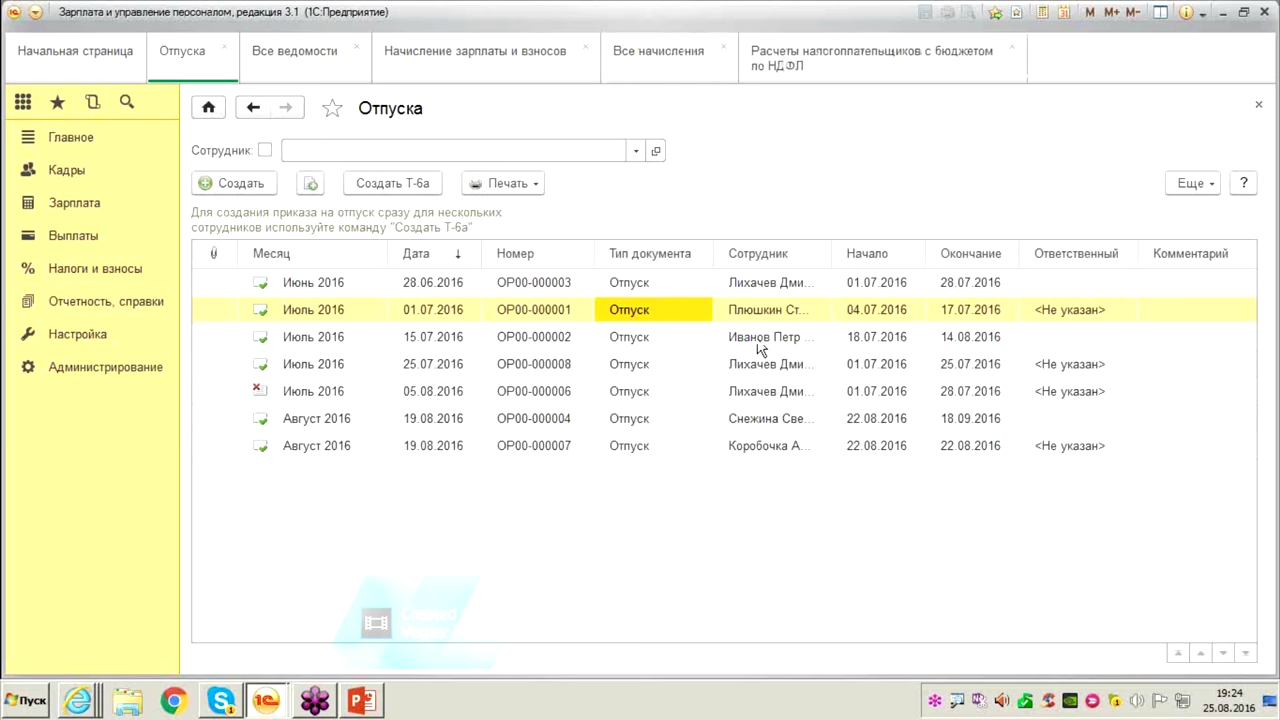 Зарплата и управление пеосоналом, редакция 3.1 (1С:Предприятие)
M M+ M-
Начальная страница
Отпуска
Все ведомости
Начисление зарплаты и взносов
Все начисления
Расчеты налогоплательщиков с бюджетом
по НДФЛ
Главное
Кадры
Зарплата
Выплаты
Налоги и взносы
Отчетность, справки
Настройка
Администрирование
Отпуска
Сотрудник:
Создать
Создать Т-6а
Печать
Еще
?
Для создания приказа на отпуск сразу для нескольких
сотрудников используйте команду "Создать Т-6а"
Месяц Дата Номер Тип документа Сотрудник Начало Окончание Ответственный Комментарий
Июнь 2016 28.06.2016 ОР00-000003 Отпуск Лихачев Дми... 01.07.2016 28.07.2016
Июль 2016 01.07.2016 ОР00-000001 Отпуск Плюшкин Ст... 04.07.2016 17.07.2016 <Не указан>
Июль 2016 15.07.2016 ОР00-000002 Отпуск Иванов Петр ... 18.07.2016 14.08.2016
Июль 2016 25.07.2016 ОР00-000008 Отпуск Лихачев Дми... 01.07.2016 25.07.2016 <Не указан>
Июль 2016 05.08.2016 ОР00-000006 Отпуск Лихачев Дми... 01.07.2016 28.07.2016 <Не указан>
Август 2016 19.08.2016 ОР00-000004 Отпуск Снежина Све... 22.08.2016 18.09.2016
Август 2016 19.08.2016 ОР00-000007 Отпуск Коробочка А... 22.08.2016 22.08.2016 <Не указан>
Пуск
19:24
25.08.2016